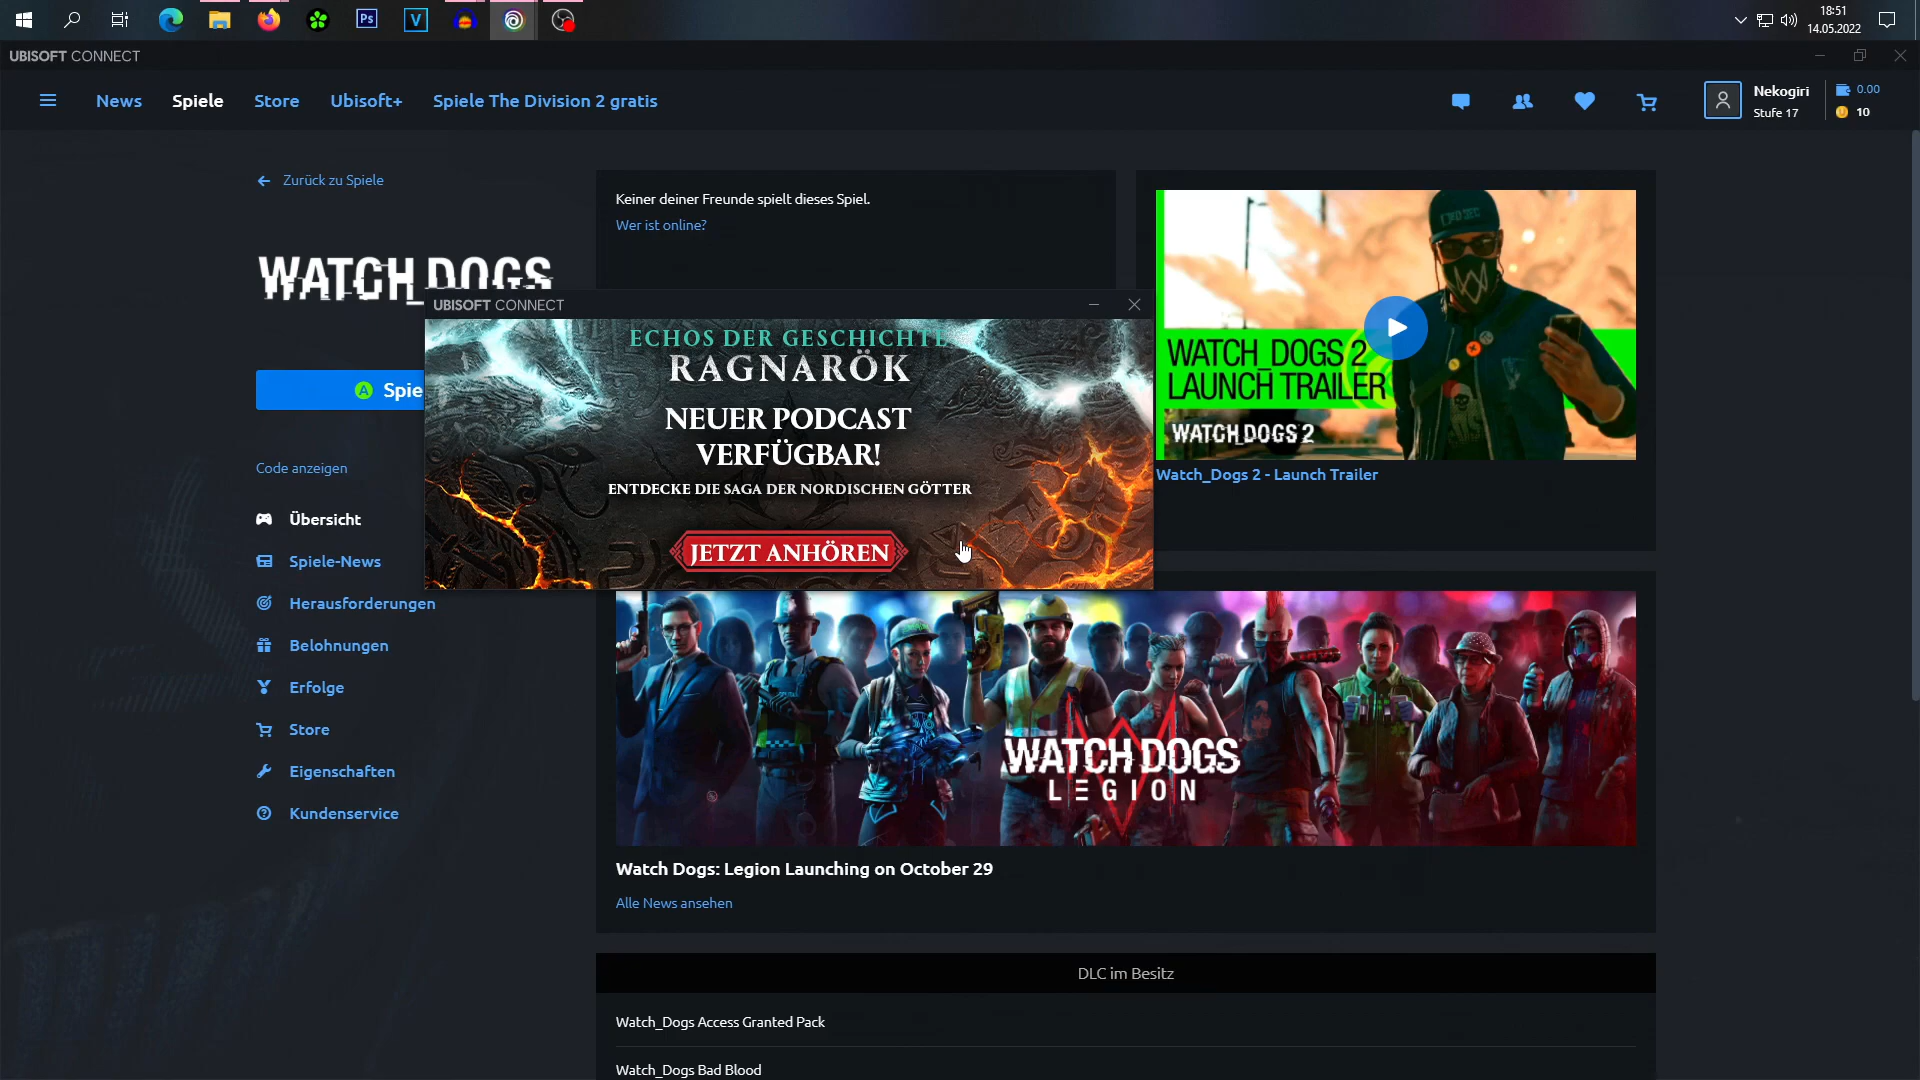 18:51
14.05.2022
UBISOFT CONNECT
News
Spiele
Store
Ubisoft+
Spiele The Division 2 gratis
Nekogiri
Stufe 17
0.00
10
Zurück zu Spiele
WATCH_DOGS
A Spie
Code anzeigen
Übersicht
Spiele-News
Herausforderungen
Belohnungen
Erfolge
Store
Eigenschaften
Kundenservice
Keiner deiner Freunde spielt dieses Spiel.
Wer ist online?
UBISOFT CONNECT
ECHOS DER GESCHICHTE
RAGNARÖK
NEUER PODCAST
VERFÜGBAR!
ENTDECKE DIE SAGA DER NORDISCHEN GÖTTER
JETZT ANHÖREN
WATCH_DOGS 2
LAUNCH TRAILER
WATCH_DOGS 2
Watch_Dogs 2 - Launch Trailer
WATCH DOGS
LEGION
Watch Dogs: Legion Launching on October 29
Alle News ansehen
DLC im Besitz
Watch_Dogs Access Granted Pack
Watch_Dogs Bad Blood